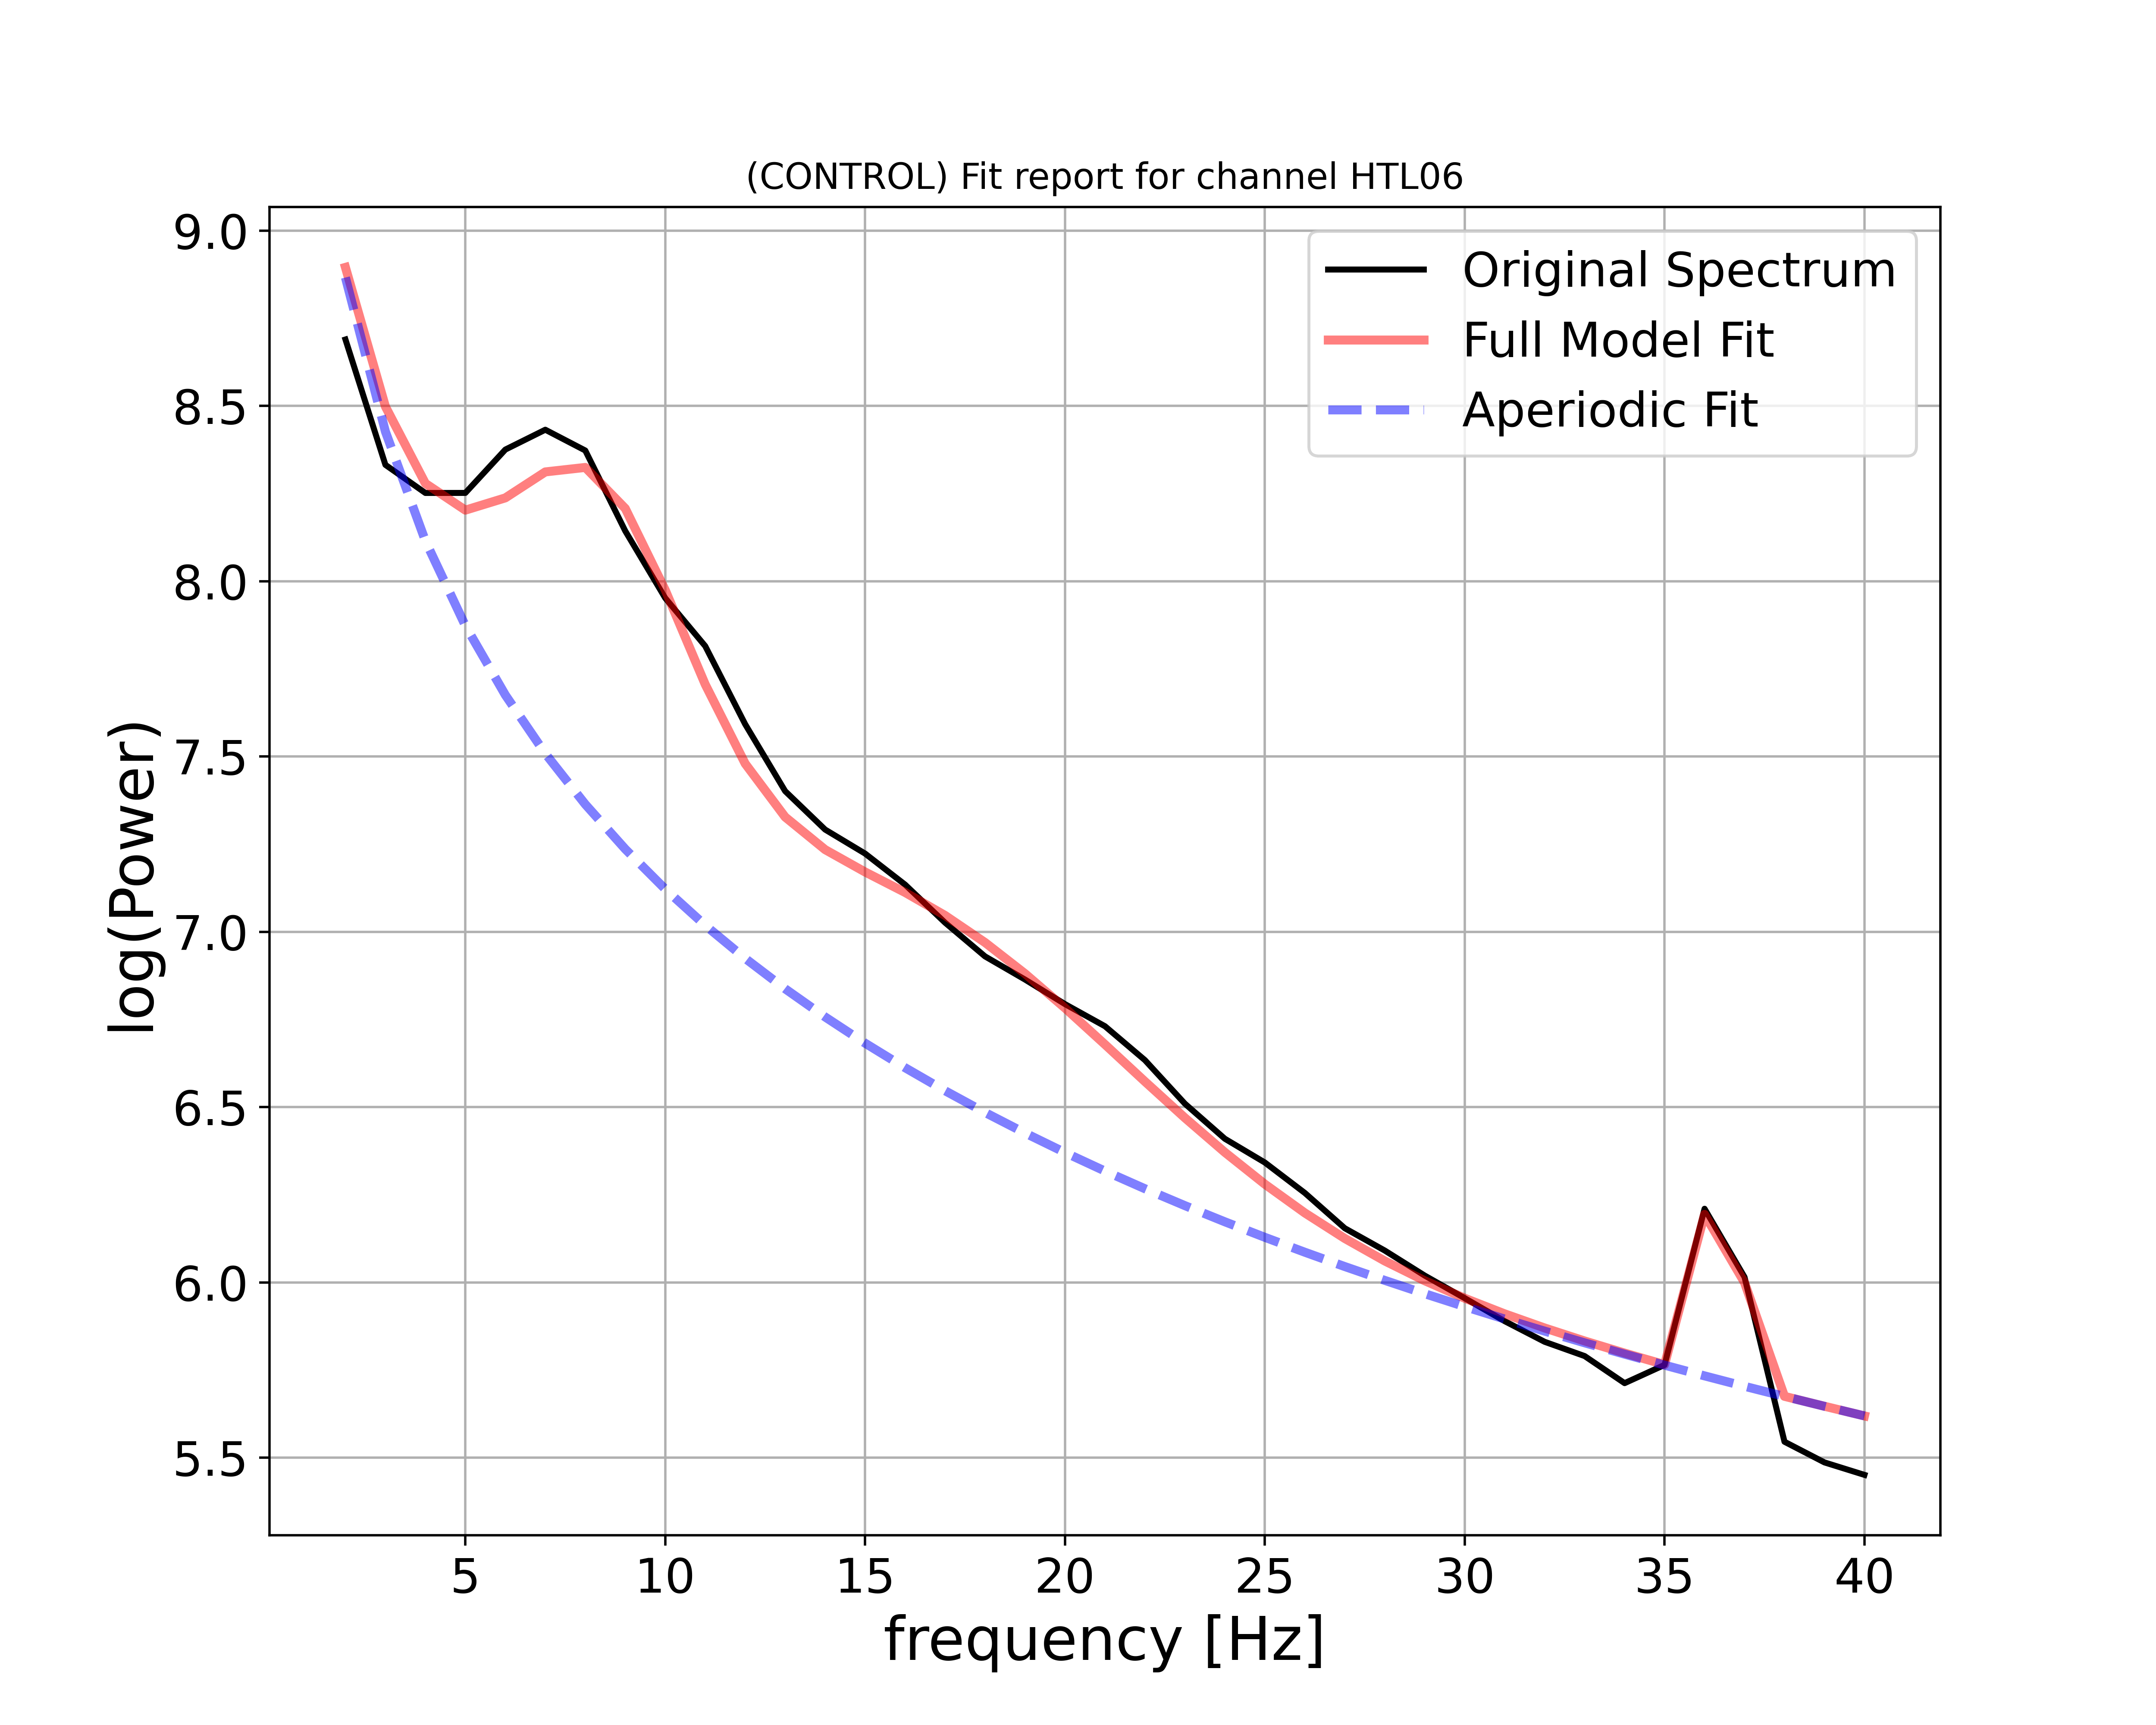 (CONTROL) Fit report for channel HTL06
9.0
8.5
8.0
7.5
7.0
6.5
6.0
5.5
log(Power)
Original Spectrum
Full Model Fit
Aperiodic Fit
5 10 15 20 25 30 35 40
frequency [Hz]